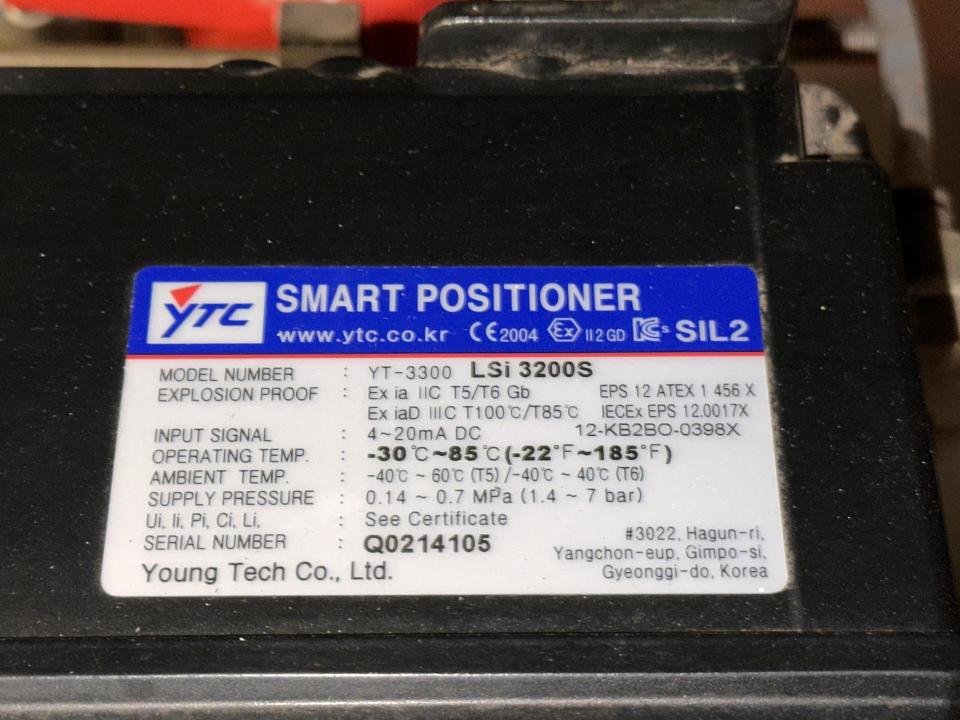 YTC SMART POSITIONER
www.ytc.co.kr CE 2004 Ex II 2 GD KCs SIL2
MODEL NUMBER : YT-3300 LSi 3200S
EXPLOSION PROOF : Ex ia IIC T5/T6 Gb EPS 12 ATEX 1 456 X
Ex iaD IIIC T100℃/T85℃ IECEx EPS 12.0017X
INPUT SIGNAL : 4~20mA DC 12-KB2BO-0398X
OPERATING TEMP. : -30℃~85℃(-22°F~185°F)
AMBIENT TEMP. : -40℃ ~ 60℃ (T5) /-40℃ ~ 40℃ (T6)
SUPPLY PRESSURE : 0.14 ~ 0.7 MPa (1.4 ~ 7 bar)
Ui, Ii, Pi, Ci, Li, : See Certificate
SERIAL NUMBER : Q0214105
Young Tech Co., Ltd.
#3022, Hagun-ri,
Yangchon-eup, Gimpo-si,
Gyeonggi-do, Korea